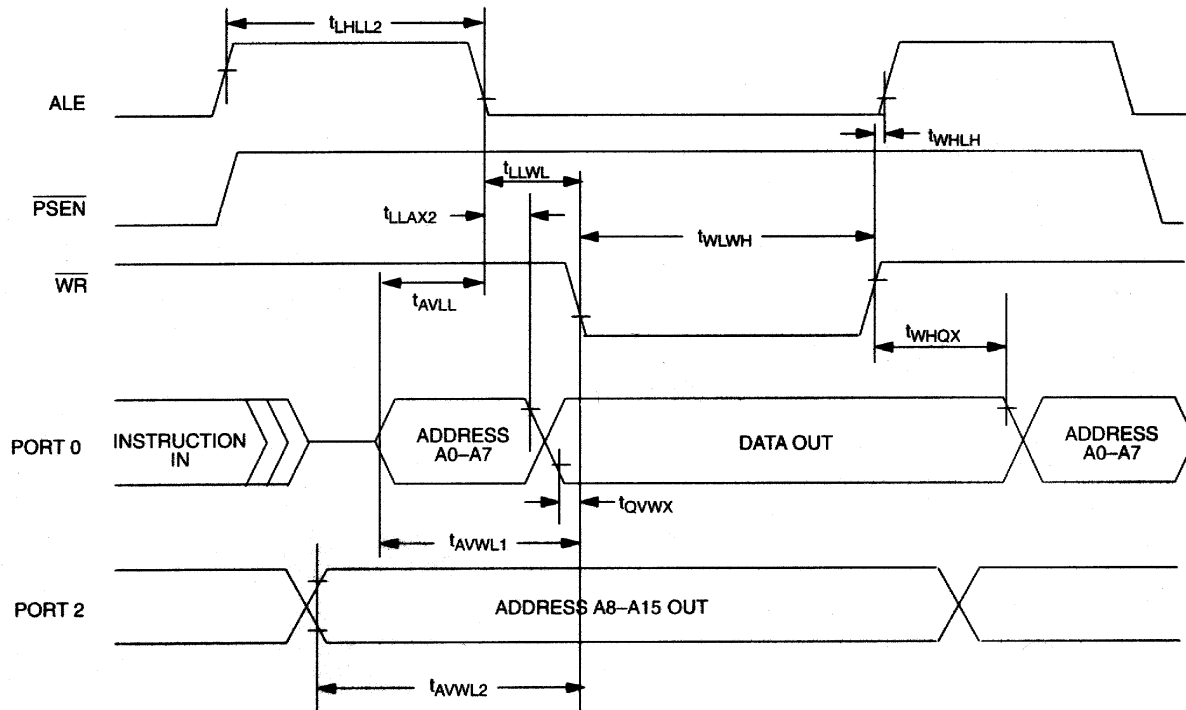 tLHLL2
ALE
tWHLH
tLLWL
PSEN
tLLAX2
tWLWH
WR
tAVLL
tWHQX
PORT 0
INSTRUCTION
IN
ADDRESS
A0–A7
DATA OUT
ADDRESS
A0–A7
tQVWX
tAVWL1
PORT 2
ADDRESS A8–A15 OUT
tAVWL2